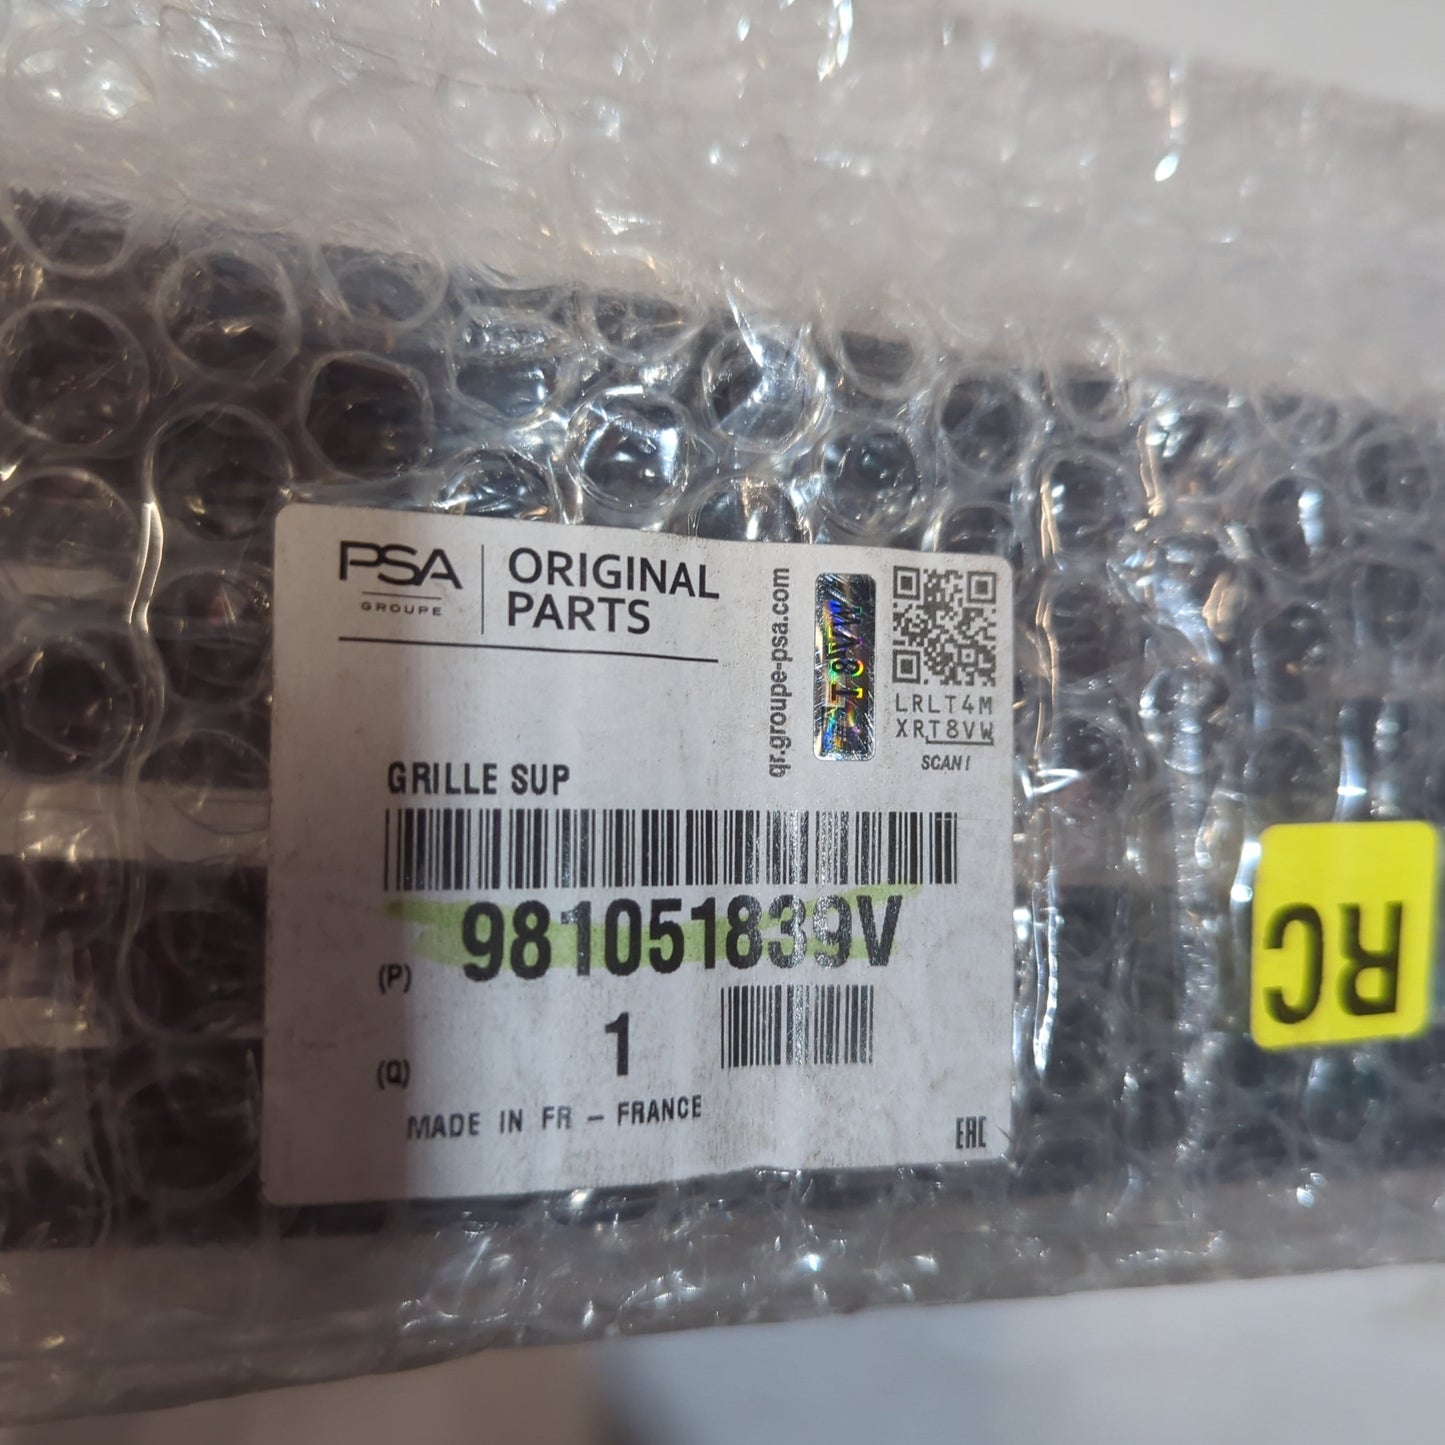 PSA
GROUPE
ORIGINAL
PARTS
qr.groupe-psa.com
T8VW
LRLT4M
XRT8VW
SCAN !
GRILLE SUP
(P) 981051839V
(Q) 1
MADE IN FR - FRANCE
EAC
RC